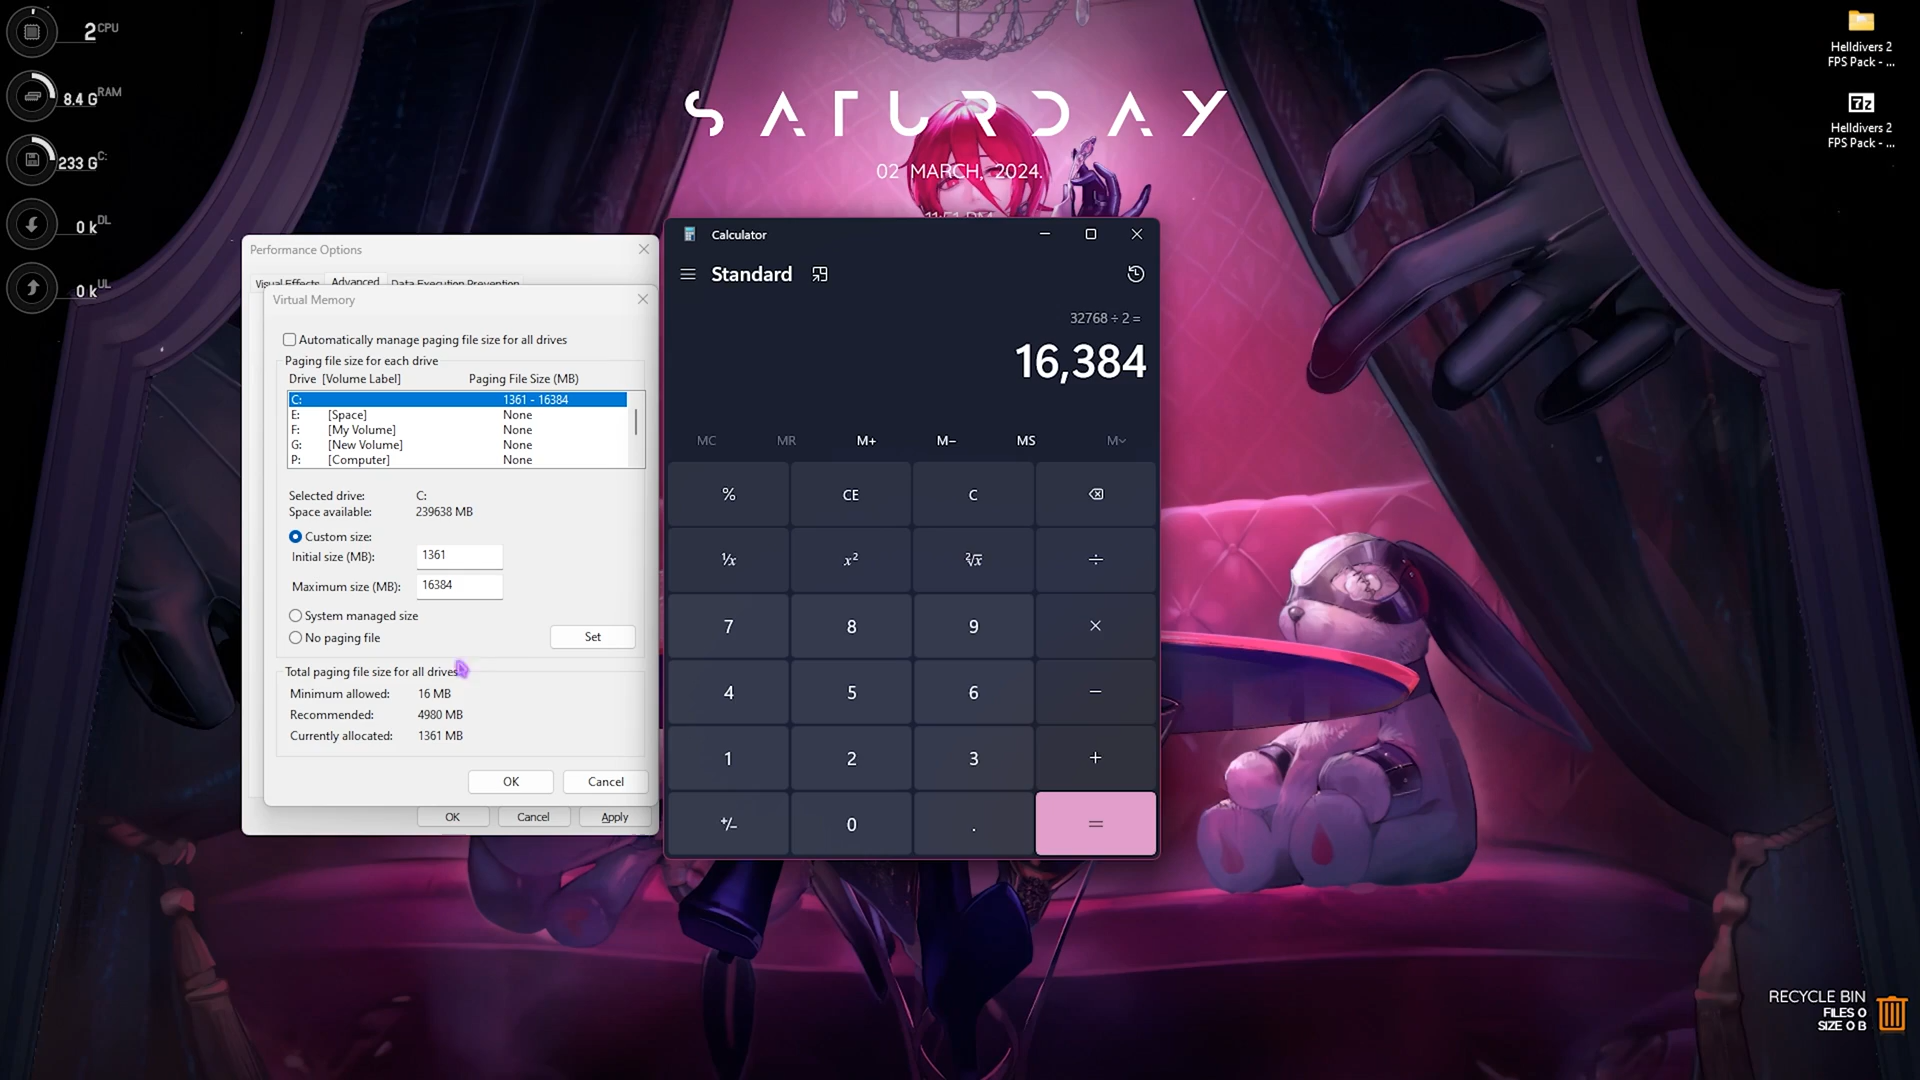 2 CPU
8.4 G RAM
233 G C:
0 k DL
0 k UL
SATURDAY
02 MARCH, 2024.
11:51 PM
Helldivers 2
FPS Pack - ...
Helldivers 2
FPS Pack - ...
Performance Options
Visual Effects
Advanced
Data Execution Prevention
Virtual Memory
Automatically manage paging file size for all drives
Paging file size for each drive
Drive [Volume Label] Paging File Size (MB)
C: 1361 - 16384
E: [Space] None
F: [My Volume] None
G: [New Volume] None
P: [Computer] None
Selected drive: C:
Space available: 239638 MB
Custom size:
Initial size (MB): 1361
Maximum size (MB): 16384
System managed size
No paging file
Set
Total paging file size for all drives
Minimum allowed: 16 MB
Recommended: 4980 MB
Currently allocated: 1361 MB
OK Cancel
OK Cancel Apply
Calculator
Standard
32768 ÷ 2 =
16,384
MC MR M+ M− MS M
% CE C
⅟x x² ²√x ÷
7 8 9 ×
4 5 6 −
1 2 3 +
+/− 0 . =
7z
RECYCLE BIN
FILES 0
SIZE 0 B